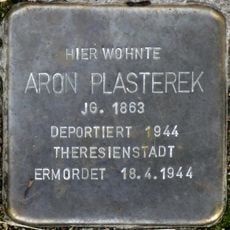 HIER WOHNTE
ARON PLASTEREK
JG. 1863
DEPORTIERT 1944
THERESIENSTADT
ERMORDET 18.4.1944